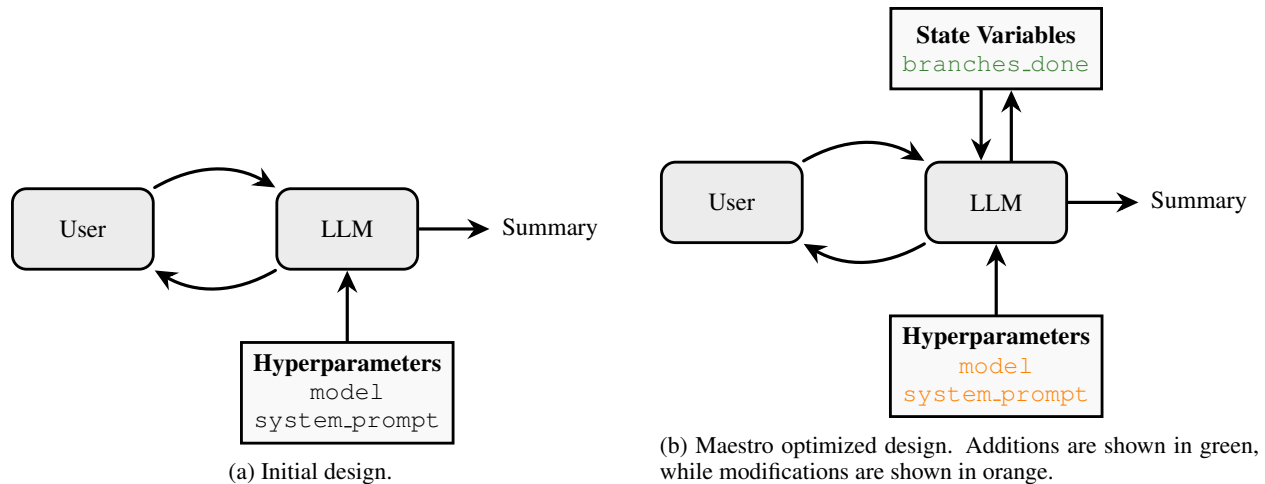 User
LLM
Summary
Hyperparameters
model
system_prompt
(a) Initial design.
State Variables
branches_done
User
LLM
Summary
Hyperparameters
model
system_prompt
(b) Maestro optimized design. Additions are shown in green,
while modifications are shown in orange.